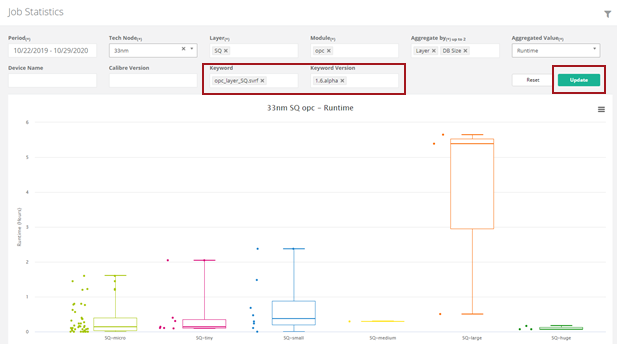 Job Statistics
Period(*) Tech Node(*) Layer(*) Module(*) Aggregate by(*) up to 2 Aggregated Value(*)
10/22/2019 - 10/29/2020 33nm × SQ × opc × Layer × DB Size × Runtime
Device Name Calibre Version Keyword Keyword Version
opc_layer_SQ.svrf × 1.6.alpha × Reset Update
33nm SQ opc – Runtime
6
5
4
3
2
1
0
Runtime (Hours)
SQ-micro SQ-tiny SQ-small SQ-medium SQ-large SQ-huge